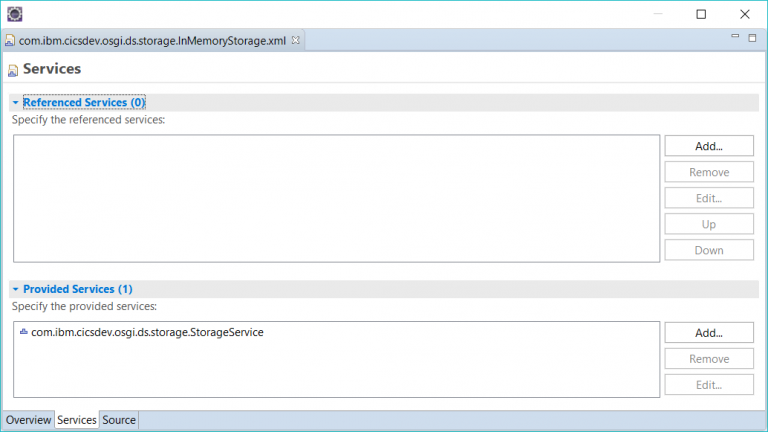 com.ibm.cicsdev.osgi.ds.storage.InMemoryStorage.xml
Services
Referenced Services (0)
Specify the referenced services:
Add...
Remove
Edit...
Up
Down
Provided Services (1)
Specify the provided services:
com.ibm.cicsdev.osgi.ds.storage.StorageService
Add...
Remove
Edit...
Overview Services Source